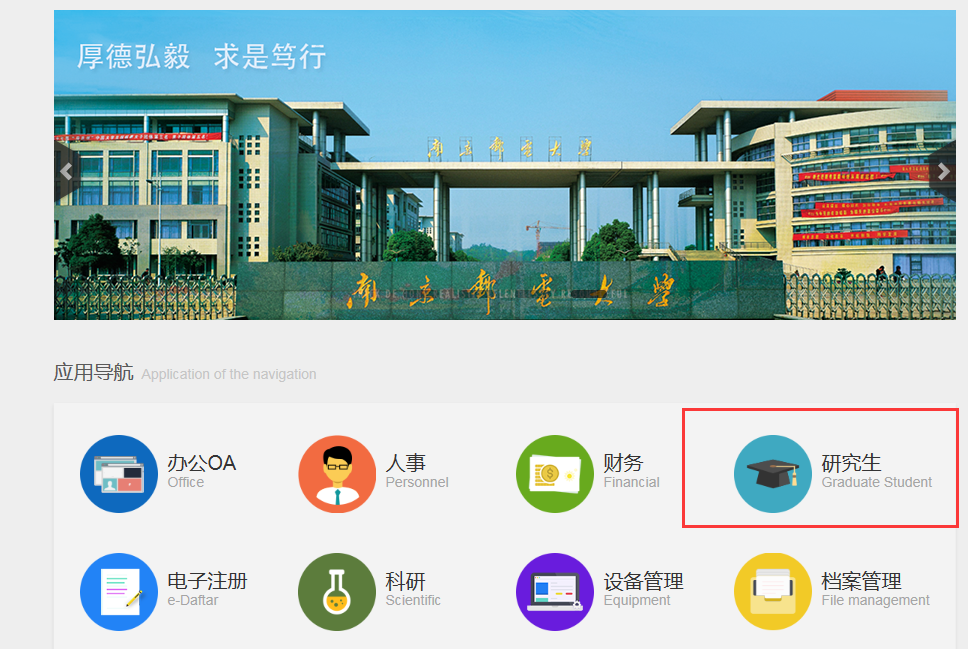 厚德弘毅 求是笃行
南京邮电大学
南京邮电大學
应用导航 Application of the navigation
办公OA
Office
人事
Personnel
财务
Financial
研究生
Graduate Student
电子注册
e-Daftar
科研
Scientific
设备管理
Equipment
档案管理
File management